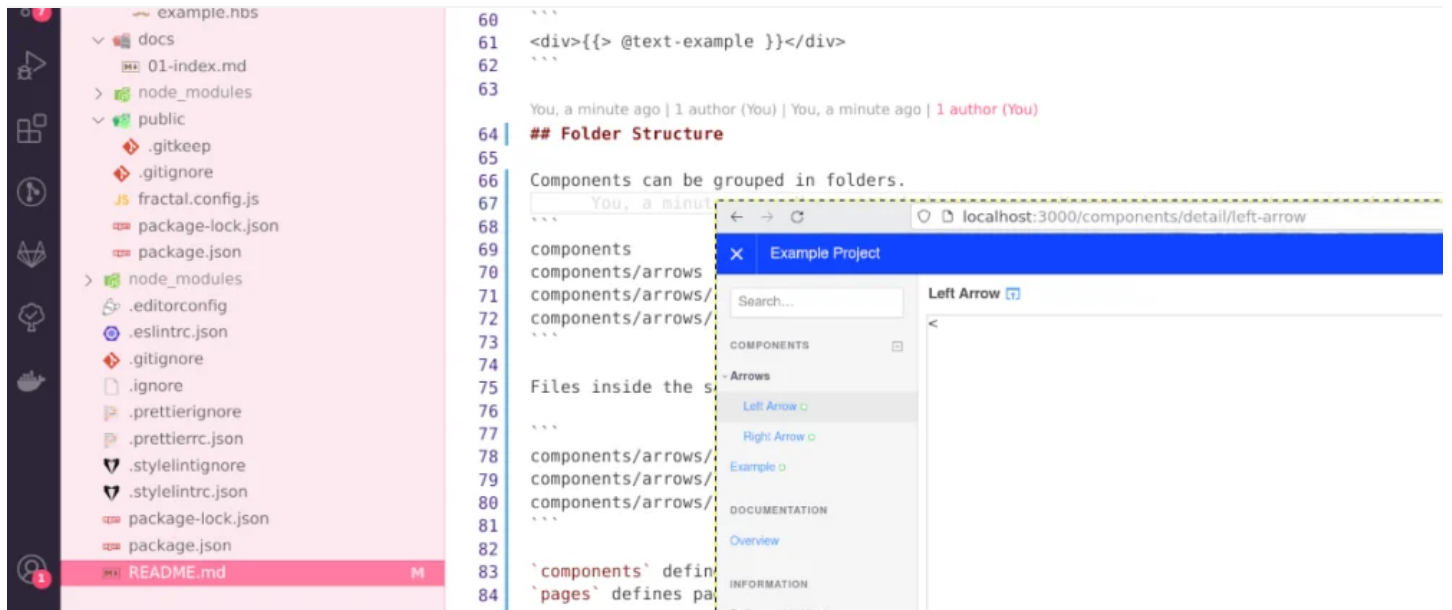 7
example.hbs
docs
01-index.md
node_modules
public
.gitkeep
.gitignore
JS fractal.config.js
package-lock.json
package.json
node_modules
.editorconfig
.eslintrc.json
.gitignore
.ignore
.prettierignore
.prettierrc.json
.stylelintignore
.stylelintrc.json
package-lock.json
package.json
README.md M
1
60 ```
61 <div>{{> @text-example }}</div>
62 ```
63
You, a minute ago | 1 author (You) | You, a minute ago | 1 author (You)
64 ## Folder Structure
65
66 Components can be grouped in folders.
67 You, a minut
68 ```
69 components
70 components/arrows
71 components/arrows/
72 components/arrows/
73 ```
74
75 Files inside the s
76
77 ```
78 components/arrows/
79 components/arrows/
80 components/arrows/
81 ```
82
83 `components` defin
84 `pages` defines pa
localhost:3000/components/detail/left-arrow
Example Project
Search...
COMPONENTS
Arrows
Left Arrow
Right Arrow
Example
DOCUMENTATION
Overview
INFORMATION
Left Arrow
<